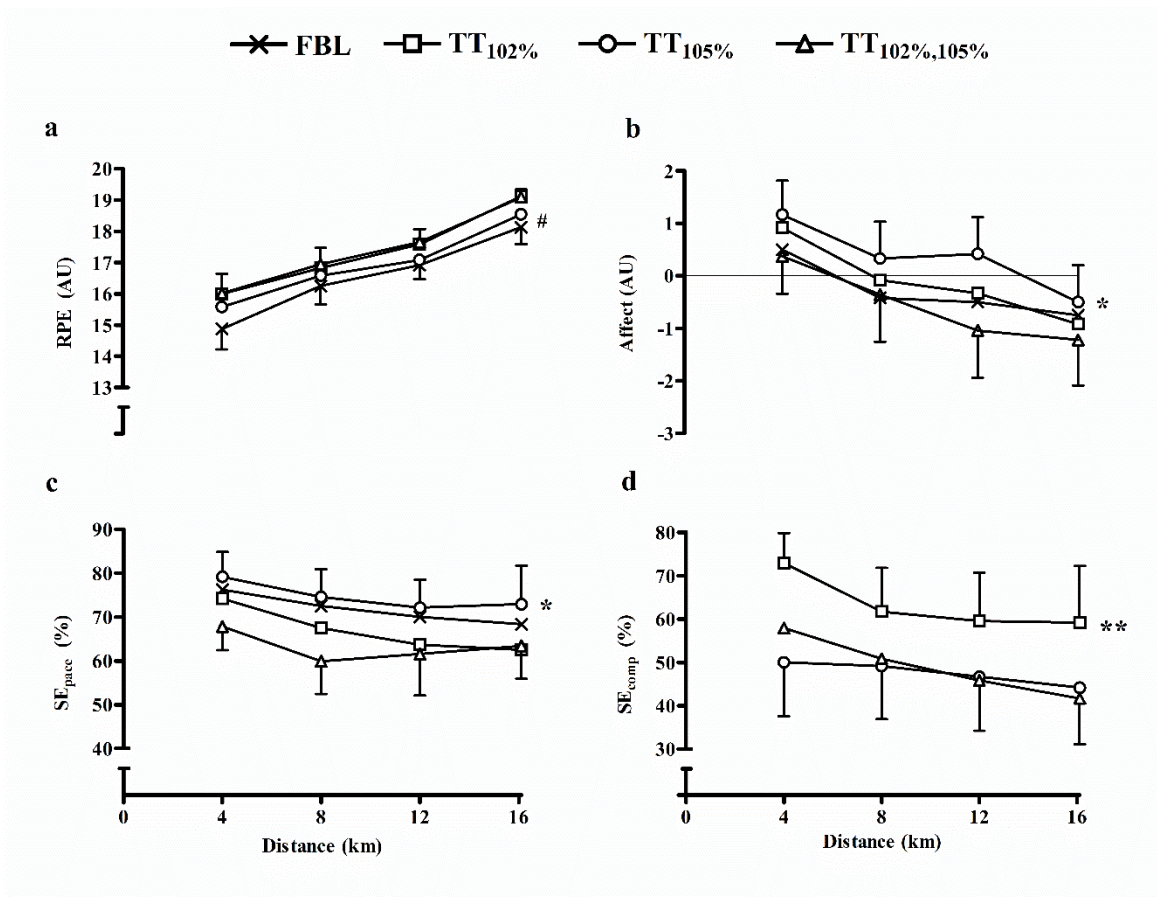 FBL TT102% TT105% TT102%,105%
a
b
20
19
18
17
16
15
14
13
RPE (AU)
#
2
1
0
-1
-2
-3
Affect (AU)
*
c
d
90
80
70
60
50
40
SEpace (%)
*
0 4 8 12 16
Distance (km)
80
70
60
50
40
30
SEcomp (%)
**
0 4 8 12 16
Distance (km)